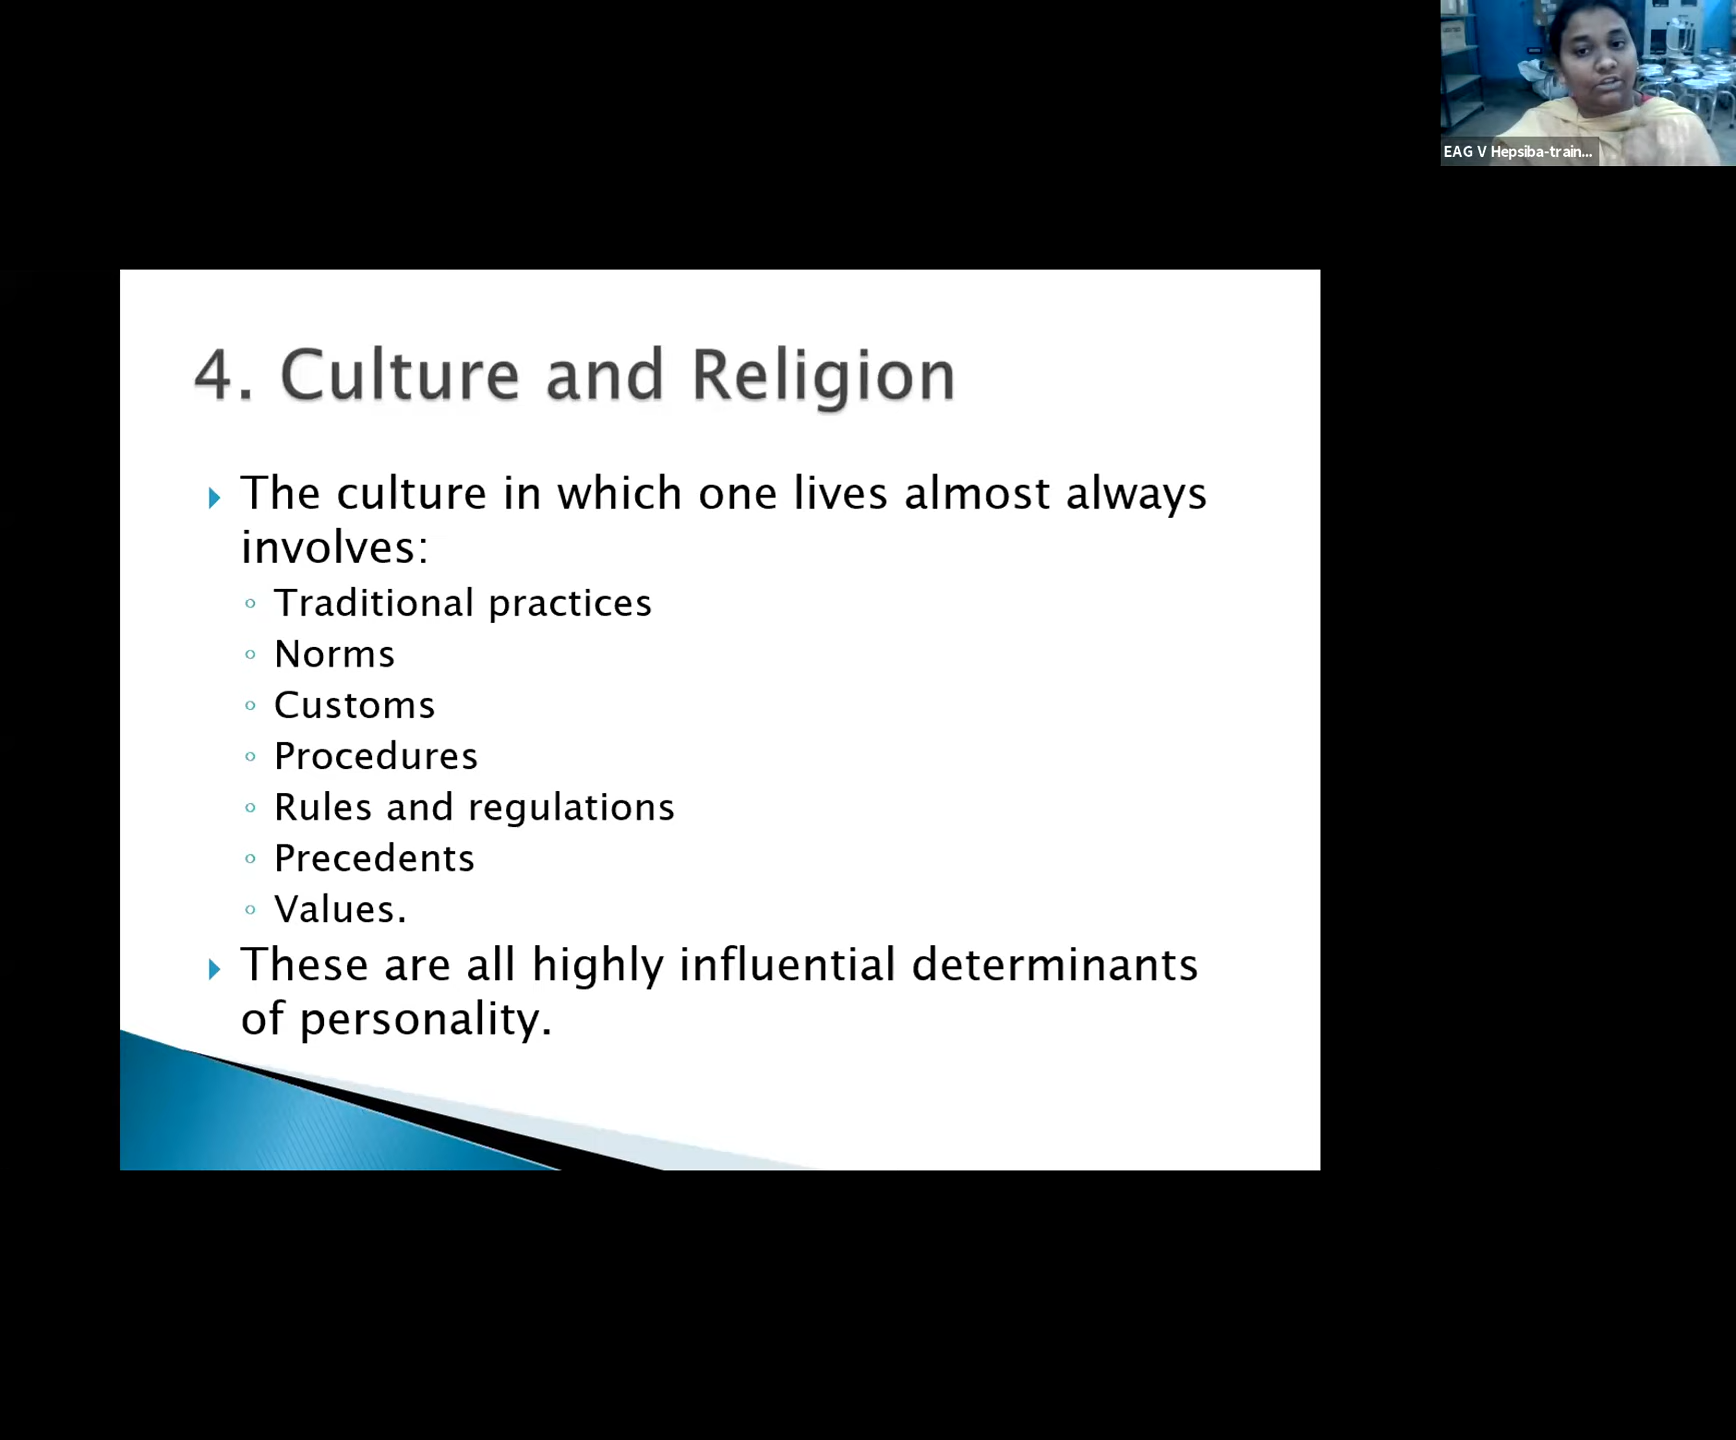 EAG V Hepsiba-train...
4. Culture and Religion
The culture in which one lives almost always
involves:
Traditional practices
Norms
Customs
Procedures
Rules and regulations
Precedents
Values.
These are all highly influential determinants
of personality.